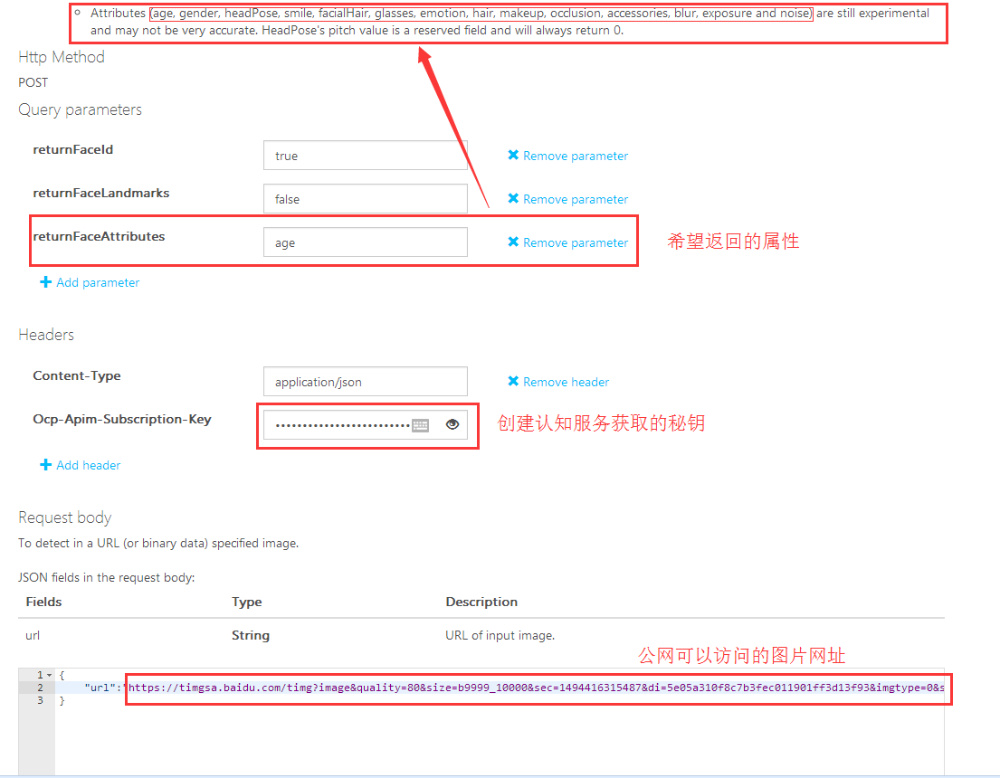 Attributes (age, gender, headPose, smile, facialHair, glasses, emotion, hair, makeup, occlusion, accessories, blur, exposure and noise) are still experimental
and may not be very accurate. HeadPose's pitch value is a reserved field and will always return 0.
Http Method
POST
Query parameters
returnFaceId true Remove parameter
returnFaceLandmarks false Remove parameter
returnFaceAttributes age Remove parameter 希望返回的属性
Add parameter
Headers
Content-Type application/json Remove header
Ocp-Apim-Subscription-Key ••••••••••••••••••••••••• 创建认知服务获取的秘钥
Add header
Request body
To detect in a URL (or binary data) specified image.
JSON fields in the request body:
Fields Type Description
url String URL of input image.
公网可以访问的图片网址
1 {
2 "url":"https://timgsa.baidu.com/timg?image&quality=80&size=b9999_10000&sec=1494416315487&di=5e05a310f8c7b3fec011901ff3d13f93&imgtype=0&s
3 }